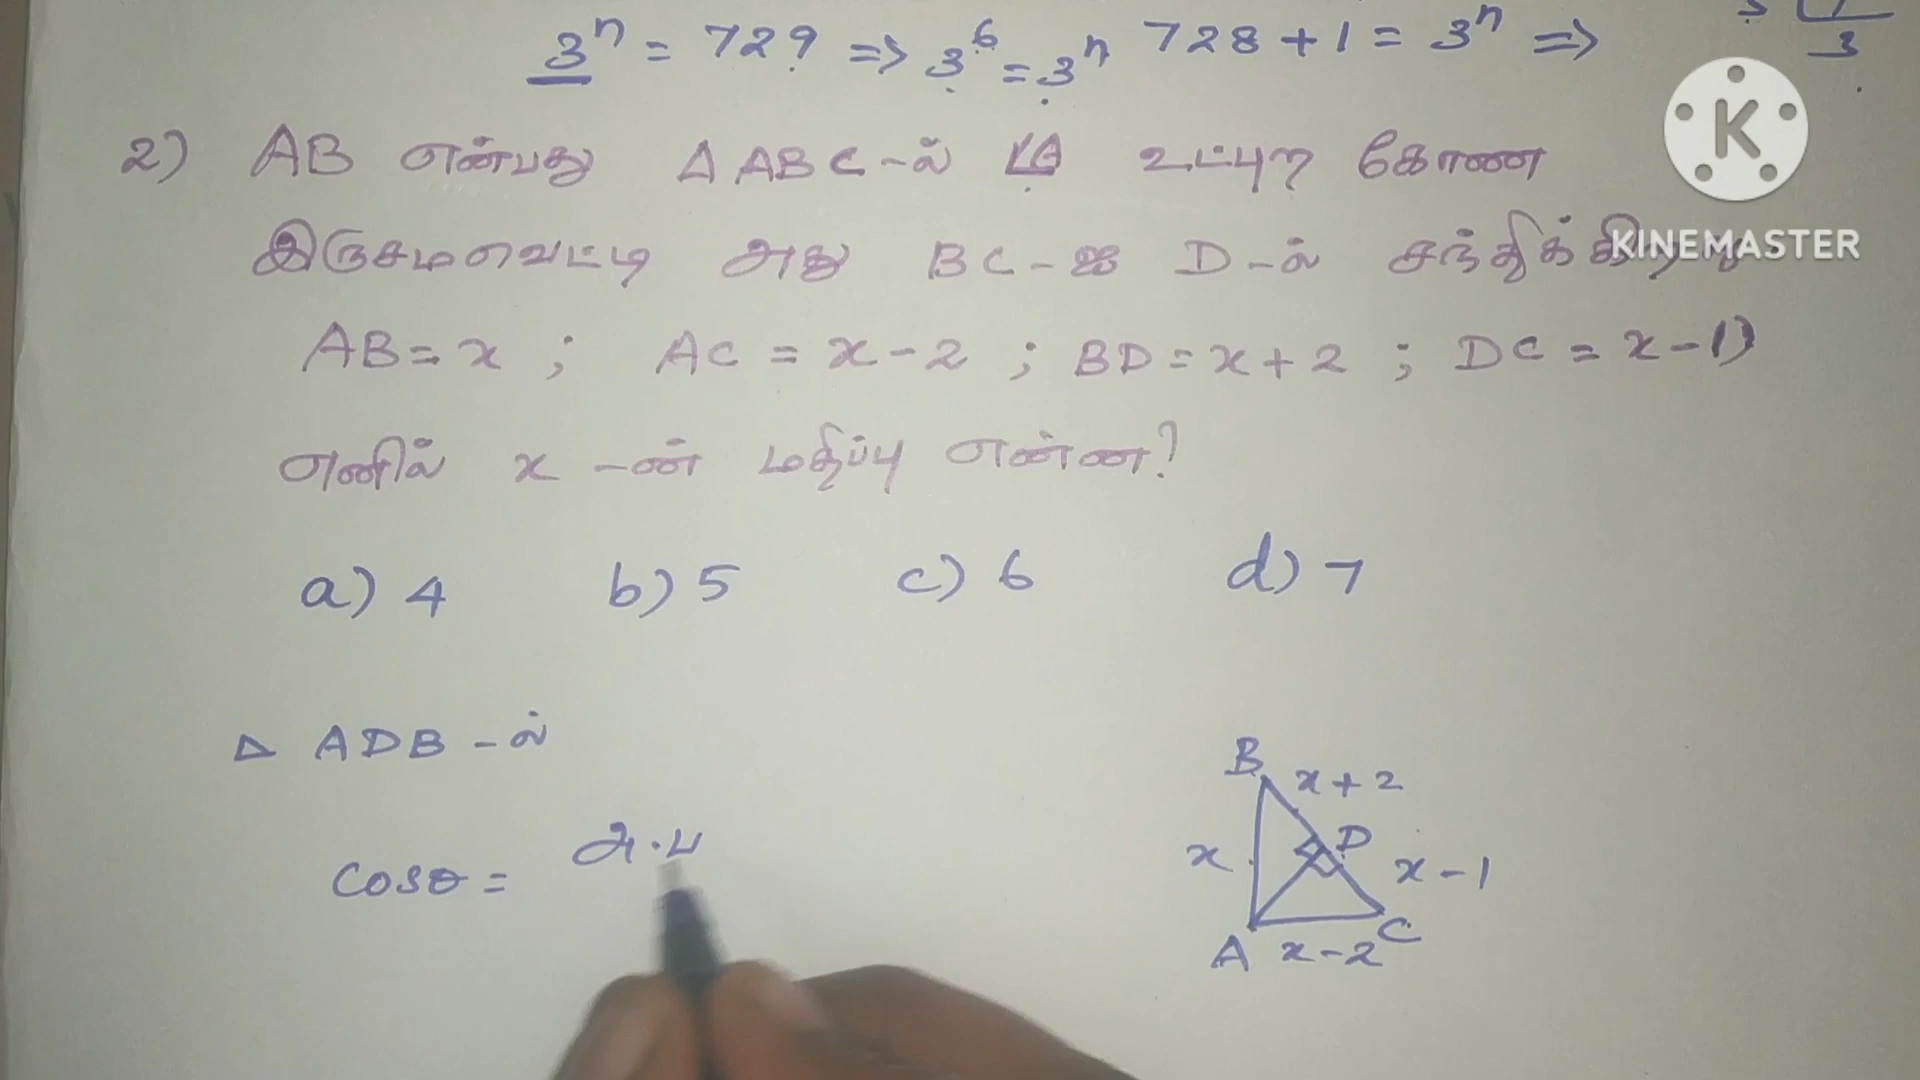 3ⁿ = 729 => 3⁶ = 3ⁿ 728 + 1 = 3ⁿ =>
3
K
KINEMASTER
2) AB என்பது Δ ABC - ல் ∠A உட்புற கோண
இருசமவெட்டி அது BC - ஐ D - ல் சந்திக்கிறது
AB = x ; AC = x - 2 ; BD = x + 2 ; DC = x - 1)
எனில் x - ன் மதிப்பு என்ன?
a) 4 b) 5 c) 6 d) 7
Δ ADB - ல்
cosθ = அ.ப
B x + 2
x D x - 1
A x - 2 C